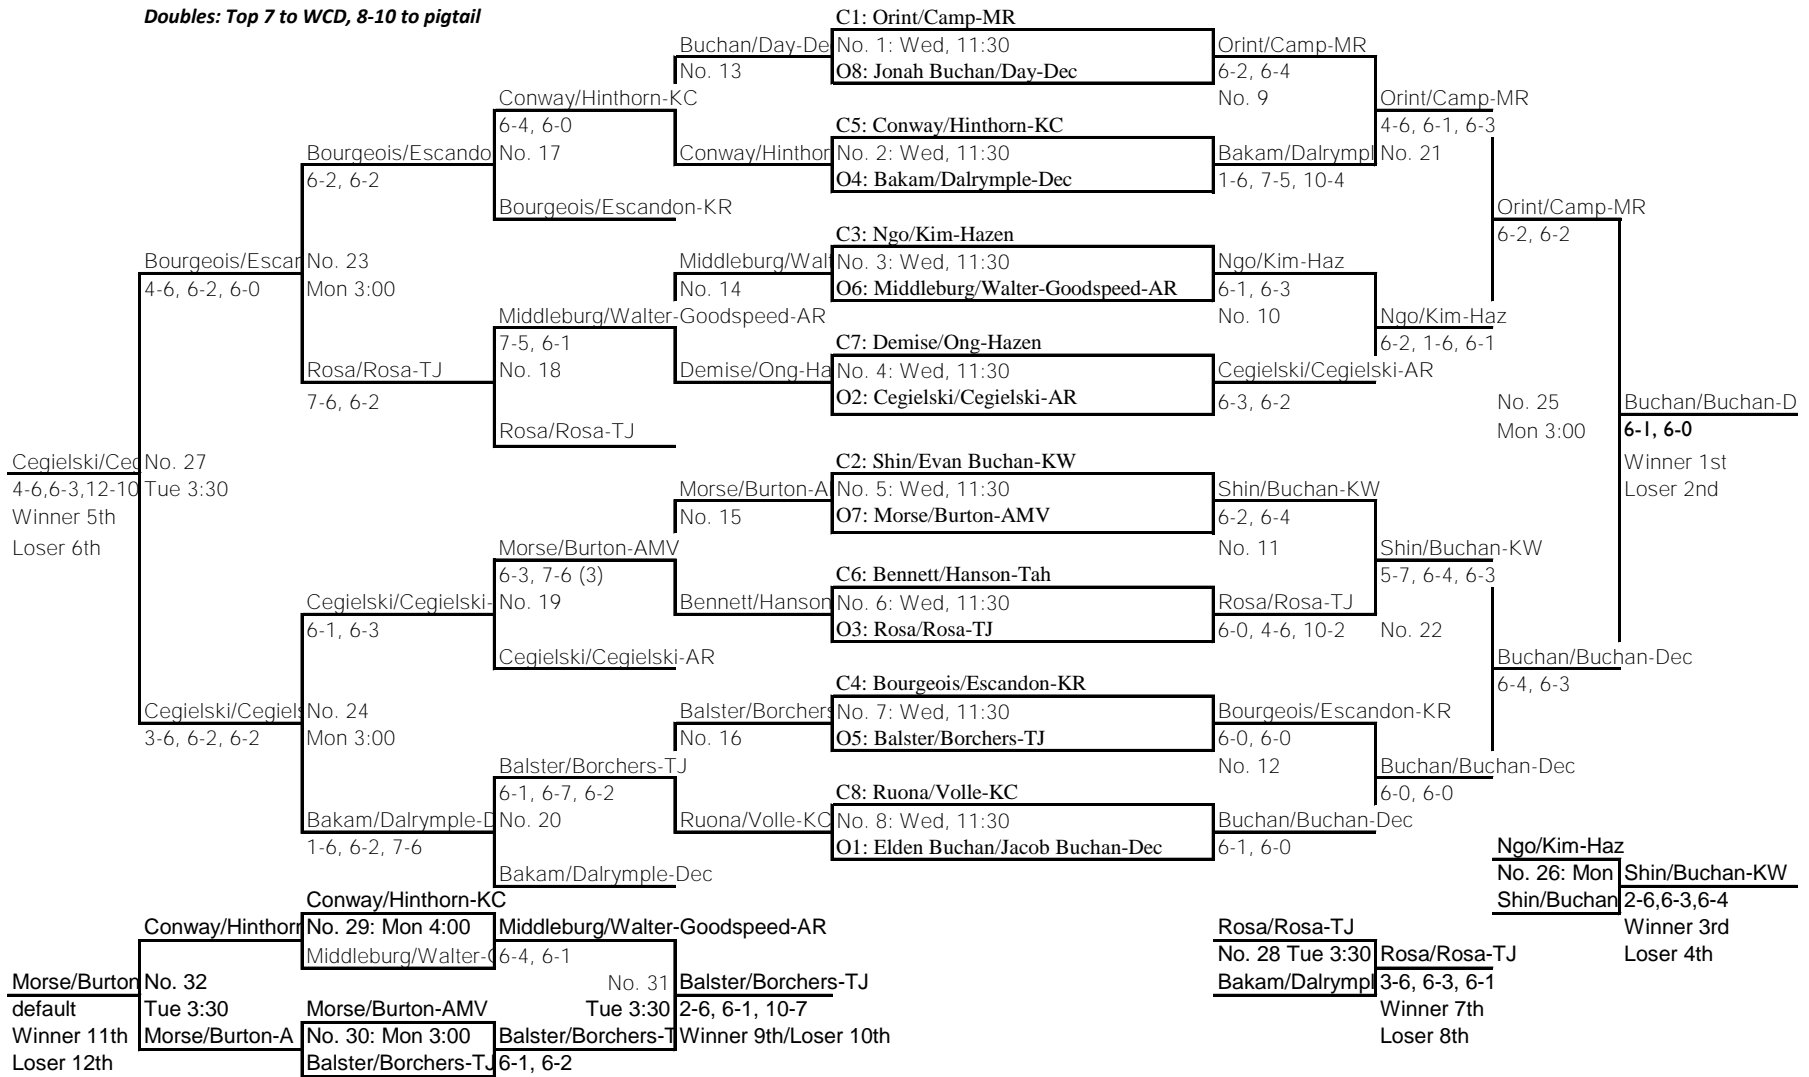 Doubles: Top 7 to WCD, 8-10 to pigtail
C1: Orint/Camp-MR
Buchan/Day-De
No. 1: Wed, 11:30
Orint/Camp-MR
No. 13
O8: Jonah Buchan/Day-Dec
6-2, 6-4
Conway/Hinthorn-KC
No. 9
Orint/Camp-MR
6-4, 6-0
C5: Conway/Hinthorn-KC
4-6, 6-1, 6-3
Bourgeois/Escando
No. 17
Conway/Hinthor
No. 2: Wed, 11:30
Bakam/Dalrympl
No. 21
6-2, 6-2
O4: Bakam/Dalrymple-Dec
1-6, 7-5, 10-4
Bourgeois/Escandon-KR
Orint/Camp-MR
C3: Ngo/Kim-Hazen
6-2, 6-2
Bourgeois/Escar
No. 23
Middleburg/Walt
No. 3: Wed, 11:30
Ngo/Kim-Haz
4-6, 6-2, 6-0
Mon 3:00
No. 14
O6: Middleburg/Walter-Goodspeed-AR
6-1, 6-3
Middleburg/Walter-Goodspeed-AR
No. 10
Ngo/Kim-Haz
7-5, 6-1
C7: Demise/Ong-Hazen
6-2, 1-6, 6-1
Rosa/Rosa-TJ
No. 18
Demise/Ong-Ha
No. 4: Wed, 11:30
Cegielski/Cegielski-AR
7-6, 6-2
O2: Cegielski/Cegielski-AR
6-3, 6-2
No. 25
Buchan/Buchan-D
Rosa/Rosa-TJ
Mon 3:00
6-1, 6-0
Cegielski/Ceg
No. 27
C2: Shin/Evan Buchan-KW
Winner 1st
4-6,6-3,12-10
Tue 3:30
Morse/Burton-A
No. 5: Wed, 11:30
Shin/Buchan-KW
Loser 2nd
Winner 5th
No. 15
O7: Morse/Burton-AMV
6-2, 6-4
Loser 6th
Morse/Burton-AMV
No. 11
Shin/Buchan-KW
6-3, 7-6 (3)
C6: Bennett/Hanson-Tah
5-7, 6-4, 6-3
Cegielski/Cegielski-
No. 19
Bennett/Hanson
No. 6: Wed, 11:30
Rosa/Rosa-TJ
6-1, 6-3
O3: Rosa/Rosa-TJ
6-0, 4-6, 10-2
No. 22
Cegielski/Cegielski-AR
Buchan/Buchan-Dec
C4: Bourgeois/Escandon-KR
6-4, 6-3
Cegielski/Cegiels
No. 24
Balster/Borchers
No. 7: Wed, 11:30
Bourgeois/Escandon-KR
3-6, 6-2, 6-2
Mon 3:00
No. 16
O5: Balster/Borchers-TJ
6-0, 6-0
Balster/Borchers-TJ
No. 12
Buchan/Buchan-Dec
6-1, 6-7, 6-2
C8: Ruona/Volle-KC
6-0, 6-0
Bakam/Dalrymple-D
No. 20
Ruona/Volle-KC
No. 8: Wed, 11:30
Buchan/Buchan-Dec
1-6, 6-2, 7-6
O1: Elden Buchan/Jacob Buchan-Dec
6-1, 6-0
Ngo/Kim-Haz
Bakam/Dalrymple-Dec
No. 26: Mon
Shin/Buchan-KW
Conway/Hinthorn-KC
Shin/Buchan
2-6,6-3,6-4
Conway/Hinthorn
No. 29: Mon 4:00
Middleburg/Walter-Goodspeed-AR
Rosa/Rosa-TJ
Winner 3rd
Middleburg/Walter-G
6-4, 6-1
No. 28 Tue 3:30
Rosa/Rosa-TJ
Loser 4th
Morse/Burton
No. 32
No. 31
Balster/Borchers-TJ
Bakam/Dalrympl
3-6, 6-3, 6-1
default
Tue 3:30
Morse/Burton-AMV
Tue 3:30
2-6, 6-1, 10-7
Winner 7th
Winner 11th
Morse/Burton-A
No. 30: Mon 3:00
Balster/Borchers-T
Winner 9th/Loser 10th
Loser 8th
Loser 12th
Balster/Borchers-TJ
6-1, 6-2